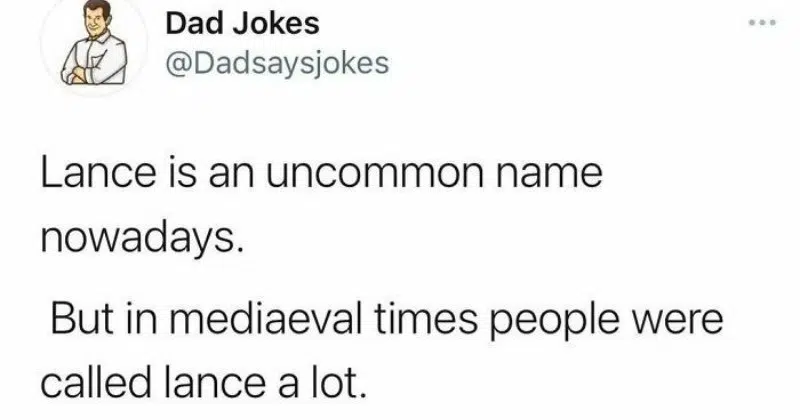 Dad Jokes
@Dadsaysjokes
Lance is an uncommon name
nowadays.
But in mediaeval times people were
called lance a lot.